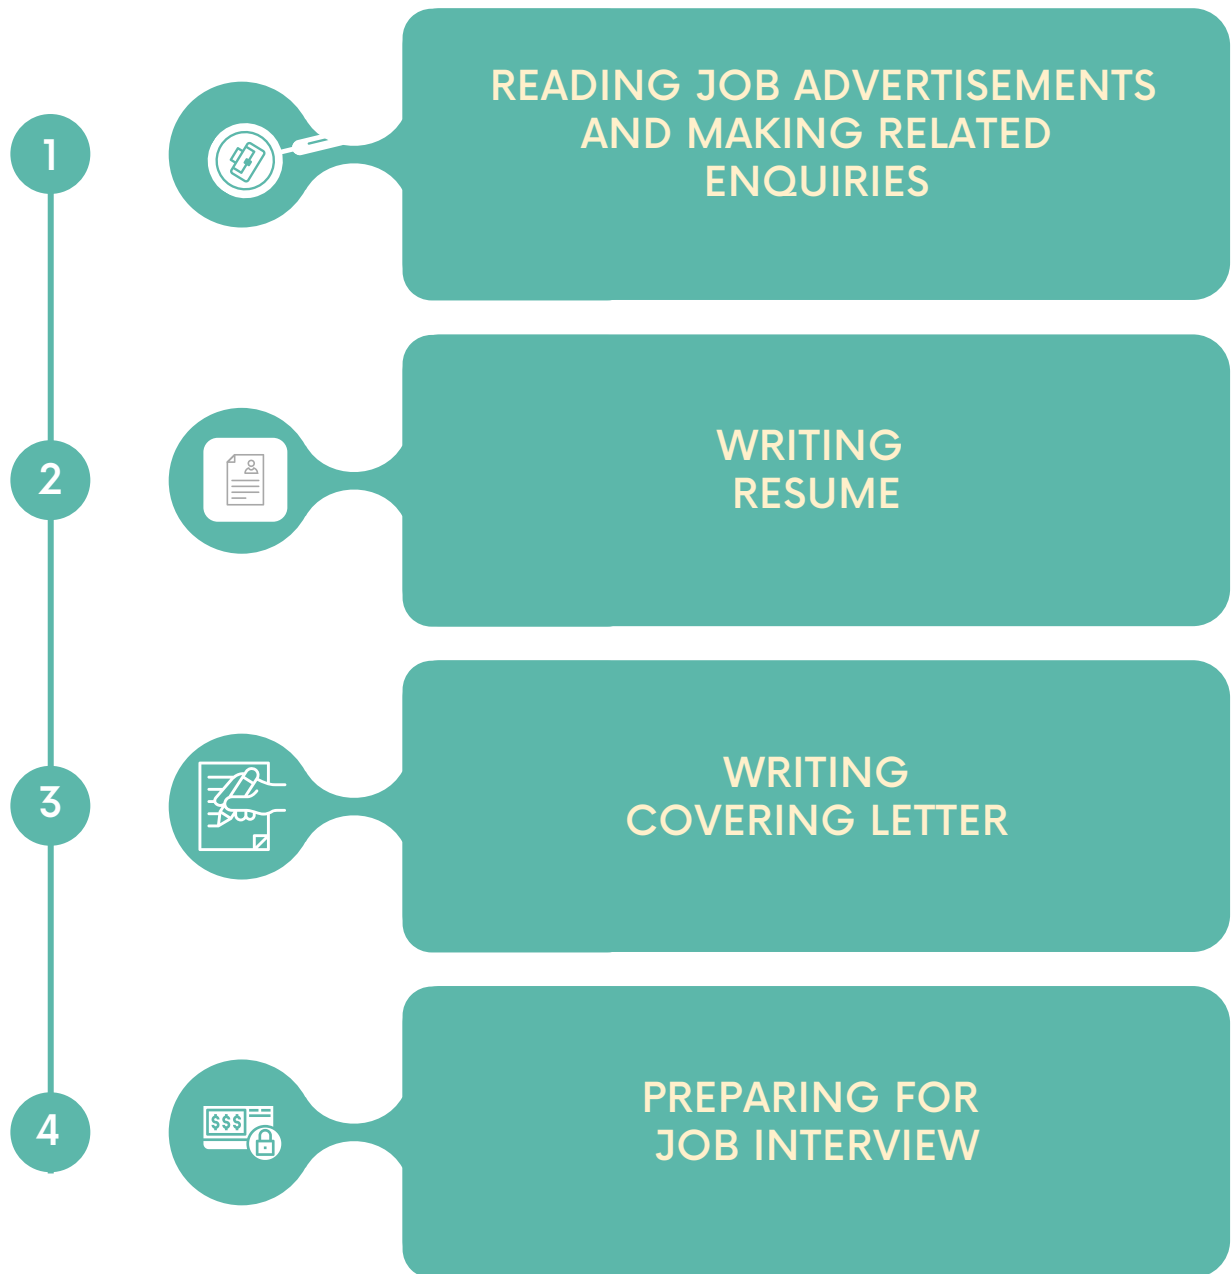 1
READING JOB ADVERTISEMENTS
AND MAKING RELATED
ENQUIRIES
2
WRITING
RESUME
3
WRITING
COVERING LETTER
4
$$$
PREPARING FOR
JOB INTERVIEW